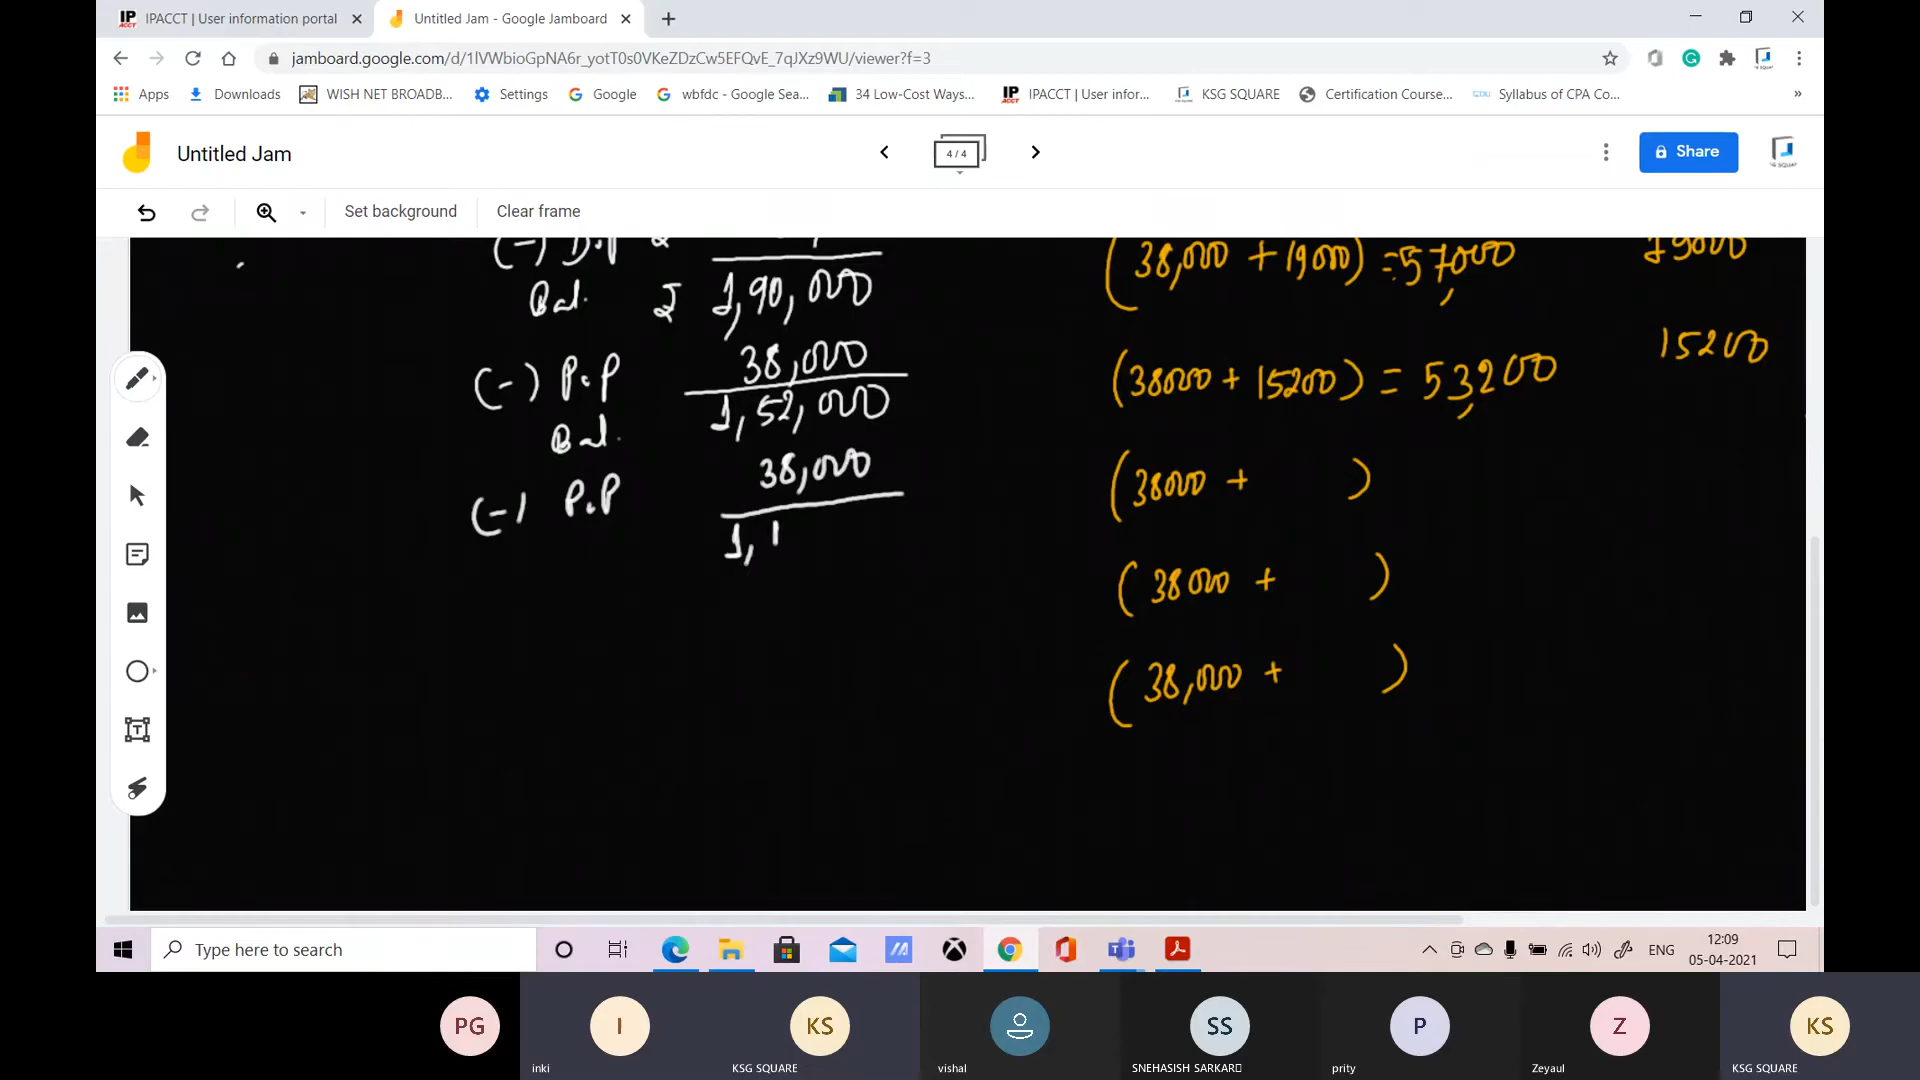 IPACCT | User information portal
Untitled Jam - Google Jamboard
jamboard.google.com/d/1lVWbioGpNA6r_yotT0s0VKeZDzCw5EFQvE_7qJXz9WU/viewer?f=3
Apps
Downloads
WISH NET BROADB...
Settings
Google
wbfdc - Google Sea...
34 Low-Cost Ways...
IPACCT | User infor...
KSG SQUARE
Certification Course...
Syllabus of CPA Co...
»
Untitled Jam
4 / 4
Share
Set background
Clear frame
(-) D.P
Bal. 1,90,000
(-) P.P 38,000
1,52,000
Bal.
(-) P.P 38,000
1,1
(38,000 + 19000) = 57,000
(38000 + 15200) = 53,200
15200
(38000 + )
(38000 + )
(38,000 + )
Type here to search
ENG
12:09
05-04-2021
PG
I
KS
SS
P
Z
KS
inki
KSG SQUARE
vishal
SNEHASISH SARKAR
prity
Zeyaul
KSG SQUARE